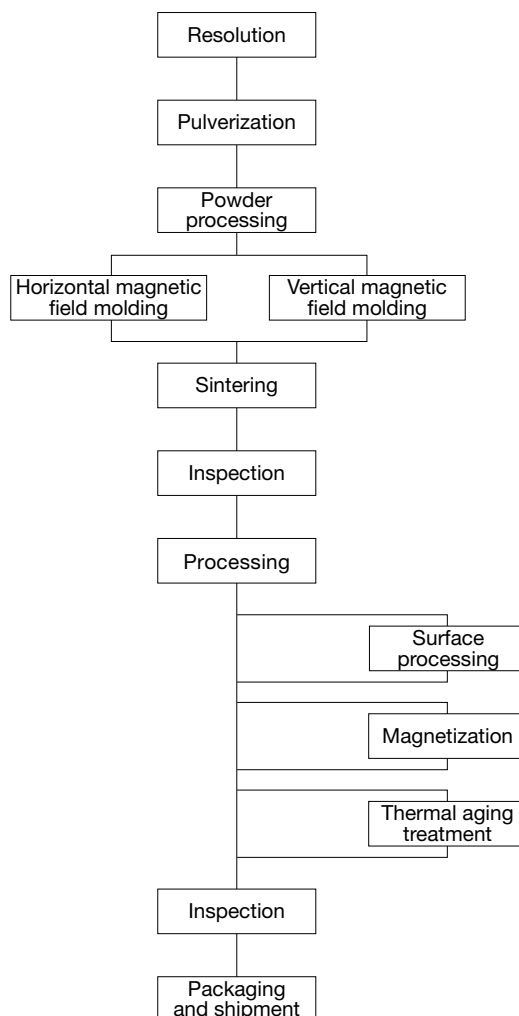 Resolution
Pulverization
Powder
processing
Horizontal magnetic
field molding
Vertical magnetic
field molding
Sintering
Inspection
Processing
Surface
processing
Magnetization
Thermal aging
treatment
Inspection
Packaging
and shipment